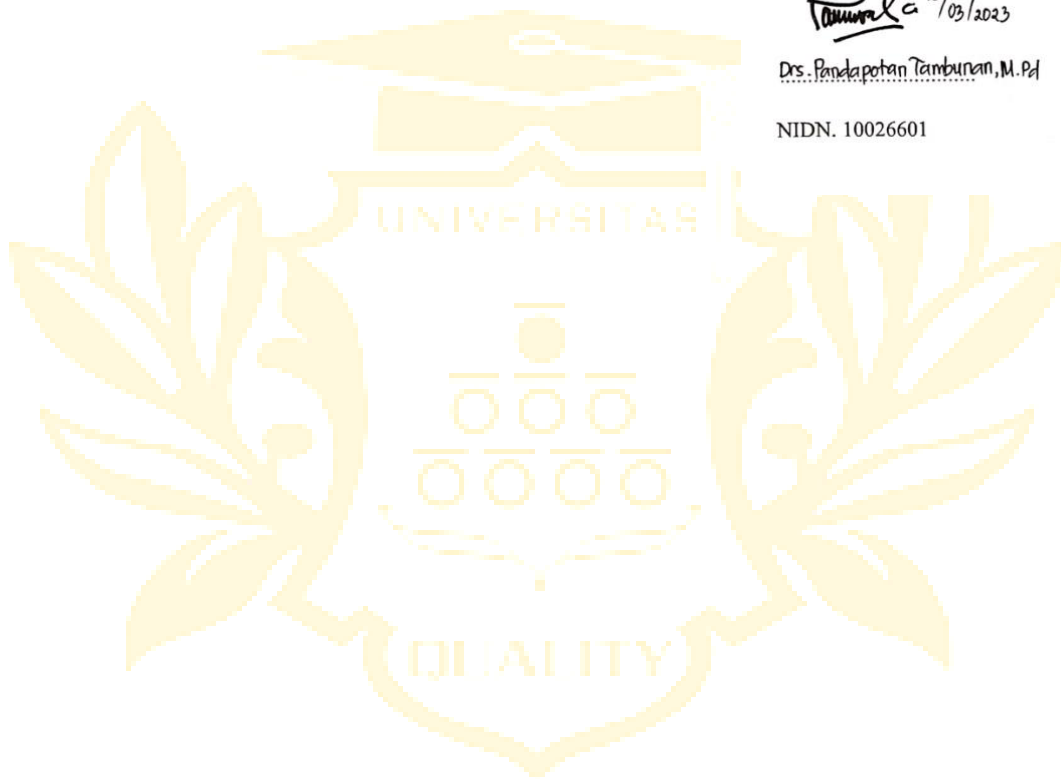 /03/2023
Drs. Pandapotan Tambunan, M.Pd
NIDN. 10026601
UNIVERSITAS
QUALITY